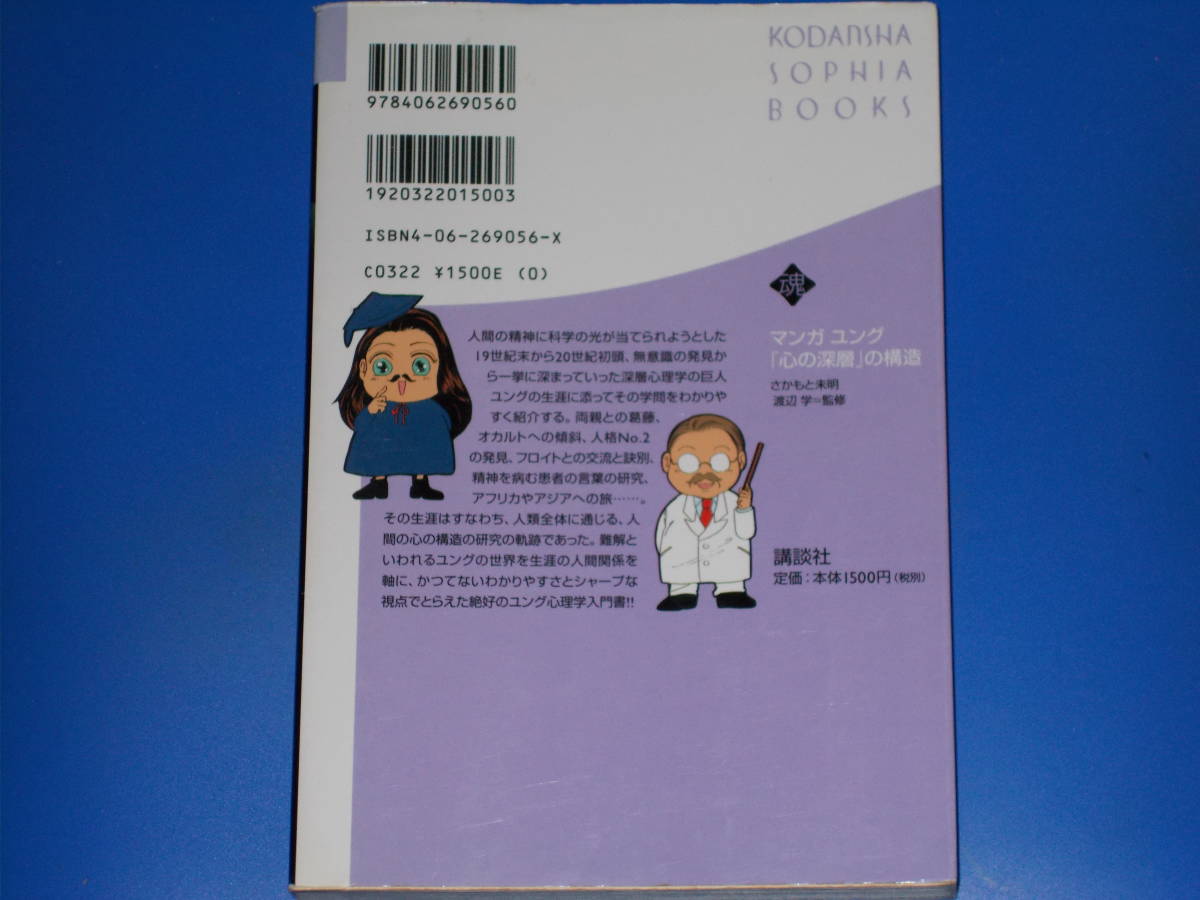 KODANSHA
SOPHIA
BOOKS
9784062690560
1920322015003
ISBN4-06-269056-X
C0322 ¥1500E (0)
魂
マンガ ユング
「心の深層」の構造
さかもと未明
渡辺 学=監修
人間の精神に科学の光が当てられようとした
19世紀末から20世紀初頭、無意識の発見か
ら一挙に深まっていった深層心理学の巨人
ユングの生涯に添ってその学問をわかりや
すく紹介する。両親との葛藤、
オカルトへの傾斜、人格No.2
の発見、フロイトとの交流と訣別、
精神を病む患者の言葉の研究、
アフリカやアジアへの旅……。
その生涯はすなわち、人類全体に通じる、人
間の心の構造の研究の軌跡であった。難解と
いわれるユングの世界を生涯の人間関係を
軸に、かつてないわかりやすさとシャープな
視点でとらえた絶好のユング心理学入門書!!
講談社
定価:本体1500円(税別)